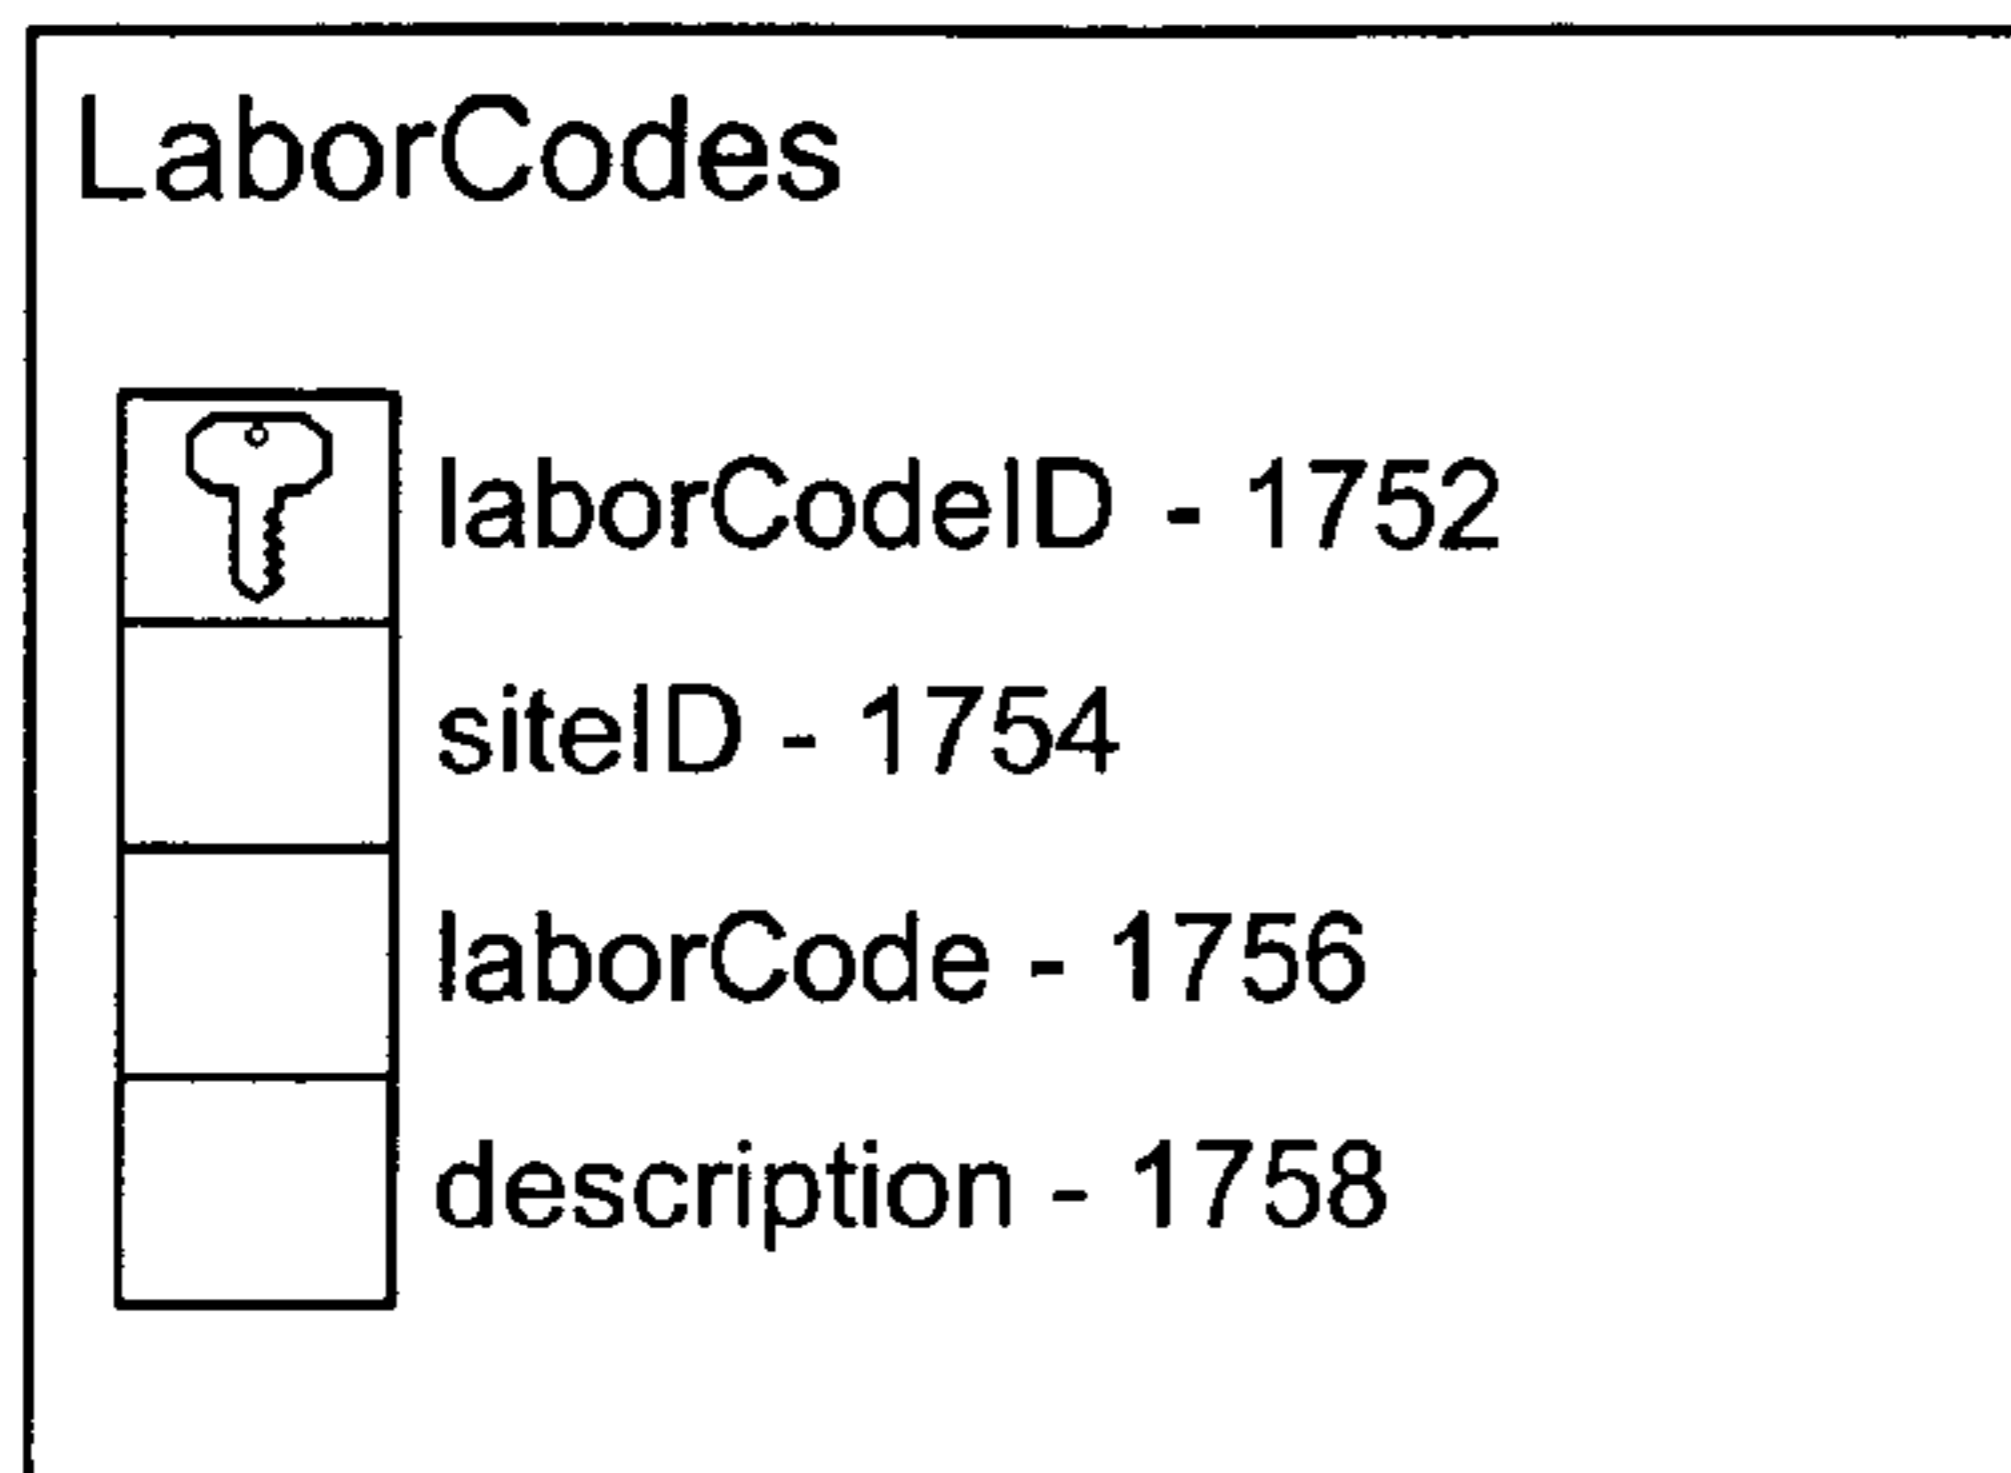 LaborCodes
laborCodeID - 1752
siteID - 1754
laborCode - 1756
description - 1758